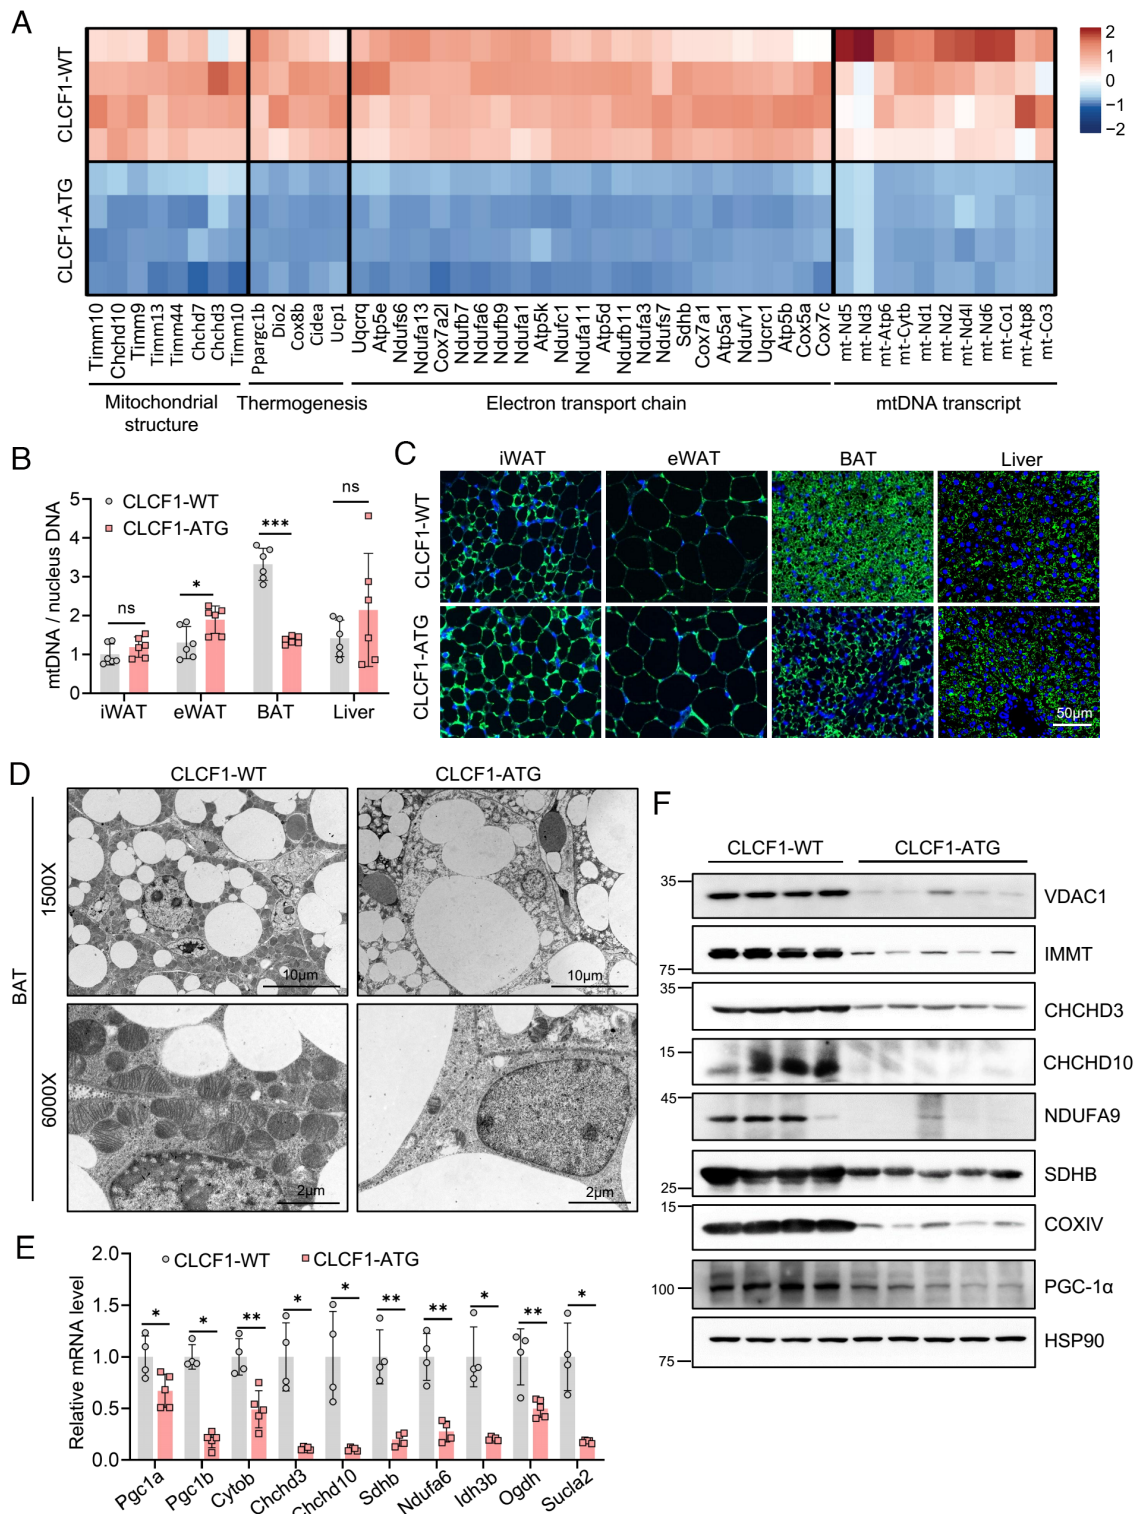 A
CLCF1-WT
CLCF1-ATG
2
1
0
−1
−2
Timm10
Chchd10
Timm9
Timm13
Timm44
Chchd7
Chchd3
Timm10
Ppargc1b
Dio2
Cox8b
Cidea
Ucp1
Uqcrq
Atp5e
Ndufs6
Ndufa13
Cox7a2l
Ndufb7
Ndufa6
Ndufb9
Ndufa1
Atp5k
Ndufc1
Ndufa11
Atp5d
Ndufb11
Ndufa3
Ndufs7
Sdhb
Cox7a1
Atp5a1
Ndufv1
Uqcrc1
Atp5b
Cox5a
Cox7c
mt-Nd5
mt-Nd3
mt-Atp6
mt-Cytb
mt-Nd1
mt-Nd2
mt-Nd4l
mt-Nd6
mt-Co1
mt-Atp8
mt-Co3
Mitochondrial structure
Thermogenesis
Electron transport chain
mtDNA transcript
B
mtDNA / nucleus DNA
5
4
3
2
1
0
CLCF1-WT
CLCF1-ATG
ns
*
***
ns
iWAT
eWAT
BAT
Liver
C
iWAT
eWAT
BAT
Liver
CLCF1-WT
CLCF1-ATG
50μm
D
CLCF1-WT
CLCF1-ATG
BAT
1500X
10μm
10μm
6000X
2μm
2μm
E
Relative mRNA level
2.0
1.5
1.0
0.5
0.0
CLCF1-WT
CLCF1-ATG
*
*
**
*
*
**
**
*
**
*
Pgc1a
Pgc1b
Cytob
Chchd3
Chchd10
Sdhb
Ndufa6
Idh3b
Ogdh
Sucla2
F
CLCF1-WT
CLCF1-ATG
35
VDAC1
IMMT
75
35
CHCHD3
15
CHCHD10
45
NDUFA9
SDHB
25
15
COXIV
100
PGC-1α
HSP90
75